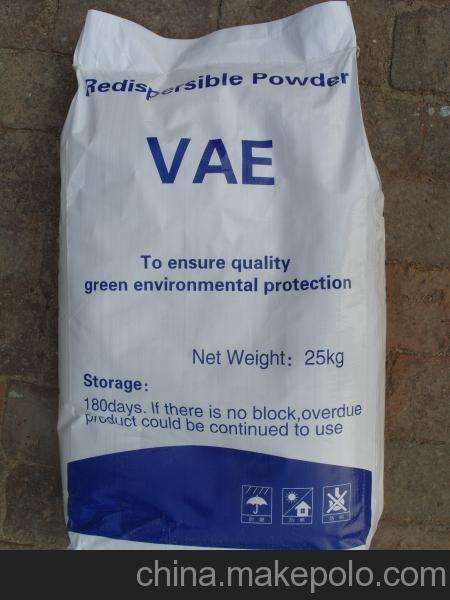 Redispersible Powder
VAE
To ensure quality
green environmental protection
Net Weight: 25kg
Storage:
180days. If there is no block,overdue
product could be continued to use
china.makepolo.com